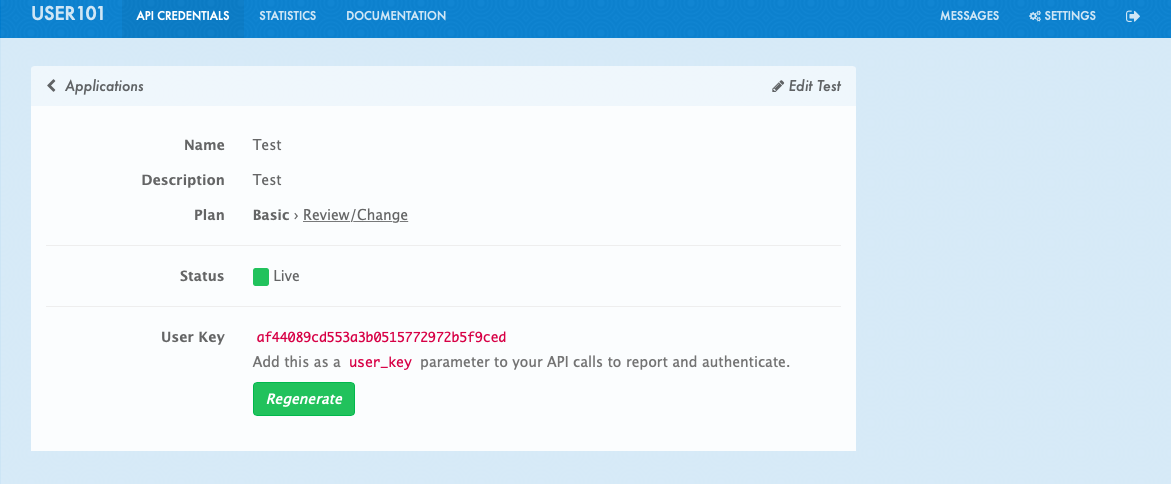 USER101 API CREDENTIALS STATISTICS DOCUMENTATION MESSAGES SETTINGS
Applications Edit Test
Name Test
Description Test
Plan Basic › Review/Change
Status Live
User Key af44089cd553a3b0515772972b5f9ced
Add this as a user_key parameter to your API calls to report and authenticate.
Regenerate